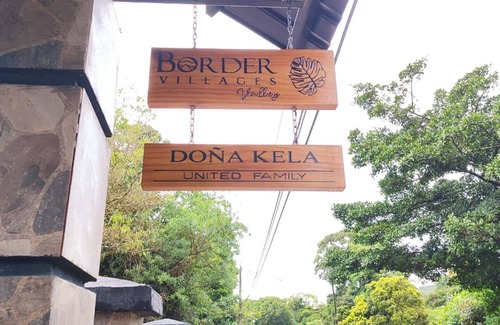 BORDER
VILLAGES
Valley
DOÑA KELA
UNITED FAMILY